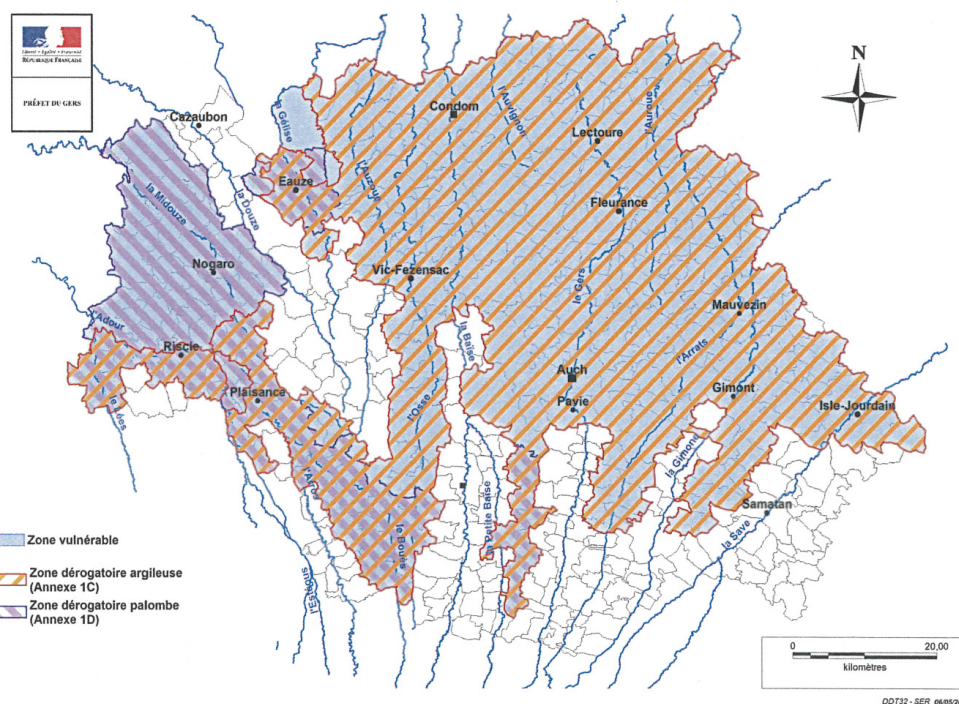 Liberté • Égalité • Fraternité
RÉPUBLIQUE FRANÇAISE
PRÉFET DU GERS
N
Cazaubon
la Gélise
Condom
l'Auvignon
Lectoure
l'Auroue
Eauze
l'Auzoue
la Midouze
la Douze
Fleurance
Nogaro
Vic-Fezensac
le Gers
Mauvezin
l'Adour
Riscle
la Baïse
l'Arrats
Auch
Plaisance
Gimont
le Lées
l'Osse
Pavie
Isle-Jourdain
la Gimone
l'Arros
Samatan
la Petite Baïse
le Bouès
la Save
l'Estéous
Zone vulnérable
Zone dérogatoire argileuse
(Annexe 1C)
Zone dérogatoire palombe
(Annexe 1D)
0 20,00
kilomètres
DDT32 - SER